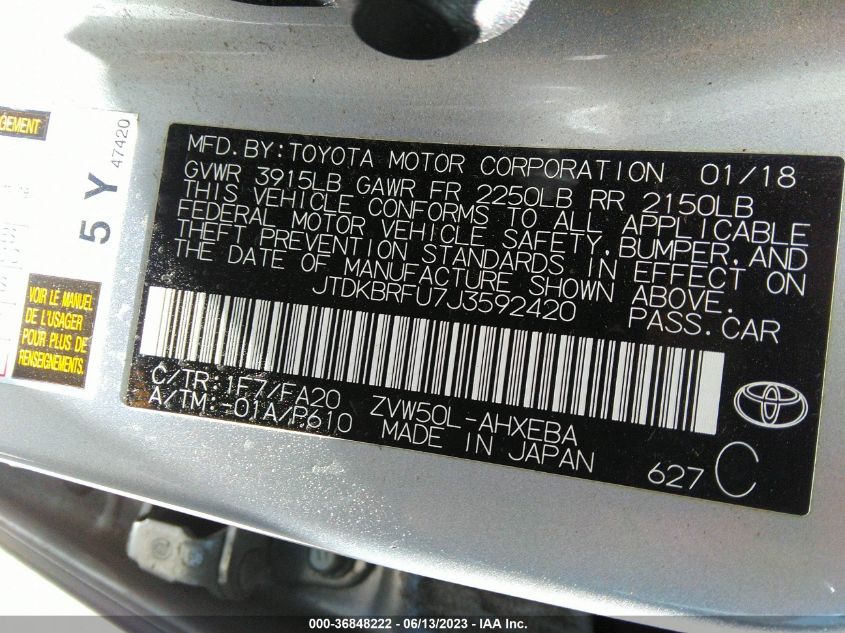 GEMENT
5 Y
47420
VOIR LE MANUEL
DE L'USAGER
POUR PLUS DE
RENSEIGNEMENTS.
MFD.BY:TOYOTA MOTOR CORPORATION 01/18
GVWR 3915LB GAWR FR 2250LB RR 2150LB
THIS VEHICLE CONFORMS TO ALL APPLICABLE
FEDERAL MOTOR VEHICLE SAFETY,BUMPER,AND
THEFT PREVENTION STANDARDS IN EFFECT ON
THE DATE OF MANUFACTURE SHOWN ABOVE.
JTDKBRFU7J3592420 PASS.CAR
C/TR:1F7/FA20 ZVW50L-AHXEBA
A/TM:-01A/P610 MADE IN JAPAN 627 C
000-36848222 - 06/13/2023 - IAA Inc.